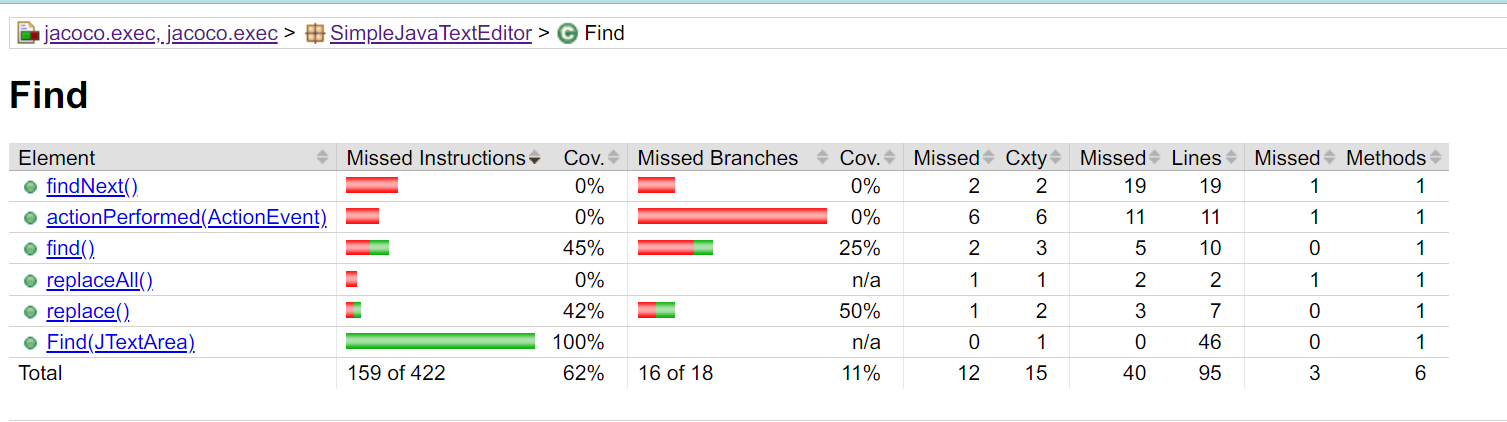 jacoco.exec, jacoco.exec > SimpleJavaTextEditor > C Find
Find
Element Missed Instructions Cov. Missed Branches Cov. Missed Cxty Missed Lines Missed Methods
findNext() 0% 0% 2 2 19 19 1 1
actionPerformed(ActionEvent) 0% 0% 6 6 11 11 1 1
find() 45% 25% 2 3 5 10 0 1
replaceAll() 0% n/a 1 1 2 2 1 1
replace() 42% 50% 1 2 3 7 0 1
Find(JTextArea) 100% n/a 0 1 0 46 0 1
Total 159 of 422 62% 16 of 18 11% 12 15 40 95 3 6